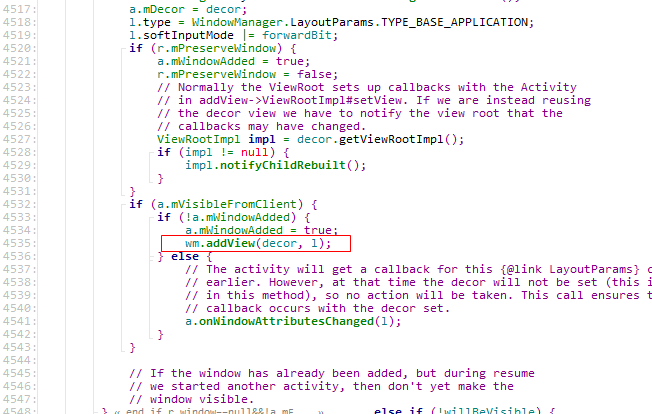 4517: a.mDecor = decor;
4518: l.type = WindowManager.LayoutParams.TYPE_BASE_APPLICATION;
4519: l.softInputMode |= forwardBit;
4520: if (r.mPreserveWindow) {
4521: a.mWindowAdded = true;
4522: r.mPreserveWindow = false;
4523: // Normally the ViewRoot sets up callbacks with the Activity
4524: // in addView->ViewRootImpl#setView. If we are instead reusing
4525: // the decor view we have to notify the view root that the
4526: // callbacks may have changed.
4527: ViewRootImpl impl = decor.getViewRootImpl();
4528: if (impl != null) {
4529: impl.notifyChildRebuilt();
4530: }
4531: }
4532: if (a.mVisibleFromClient) {
4533: if (!a.mWindowAdded) {
4534: a.mWindowAdded = true;
4535: wm.addView(decor, l);
4536: } else {
4537: // The activity will get a callback for this {@link LayoutParams}
4538: // earlier. However, at that time the decor will not be set (this i
4539: // in this method), so no action will be taken. This call ensures t
4540: // callback occurs with the decor set.
4541: a.onWindowAttributesChanged(l);
4542: }
4543: }
4544:
4545: // If the window has already been added, but during resume
4546: // we started another activity, then don't yet make the
4547: // window visible.
4548: } « end if r.window==null&&!a.mF... » else if (!willBeVisible) {